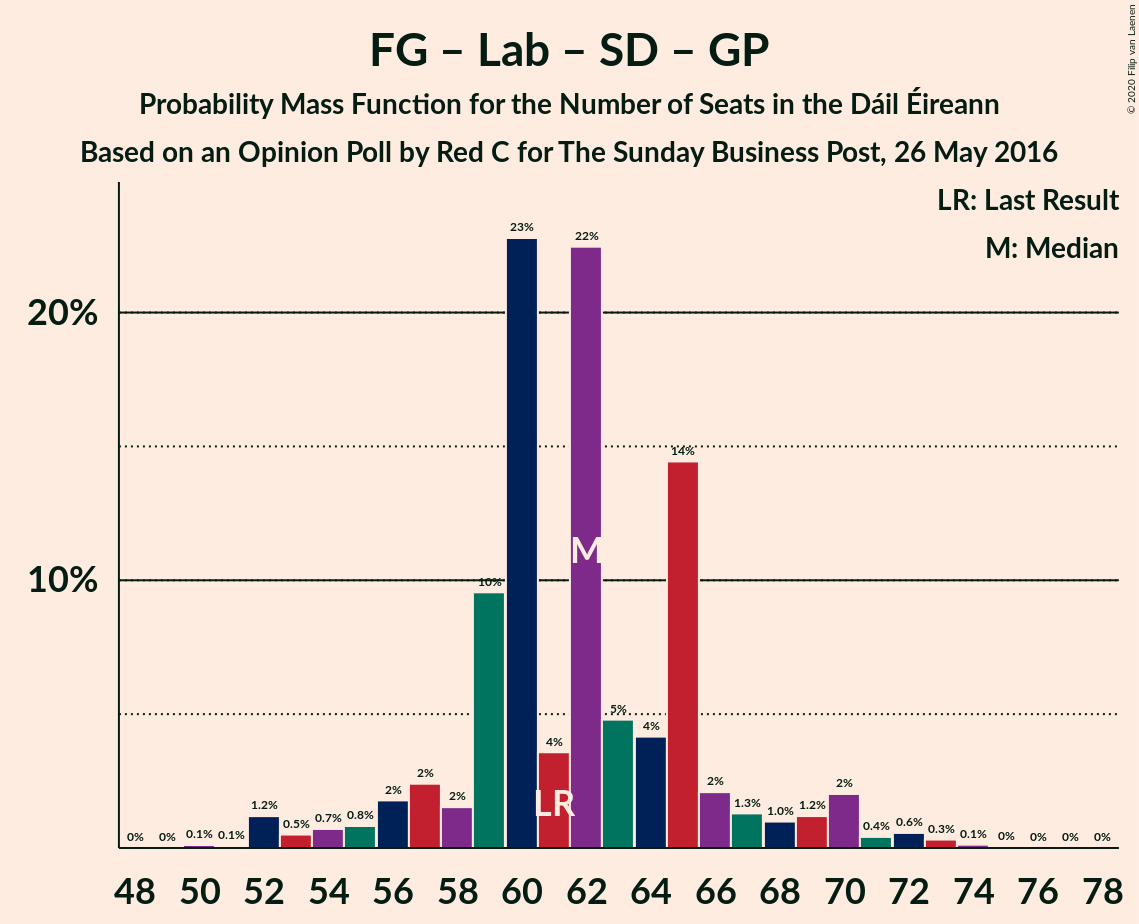 FG – Lab – SD – GP
Probability Mass Function for the Number of Seats in the Dáil Éireann
Based on an Opinion Poll by Red C for The Sunday Business Post, 26 May 2016
© 2020 Filip van Laenen
LR: Last Result
M: Median
20%
10%
0% 0% 0.1% 0.1% 1.2% 0.5% 0.7% 0.8% 2% 2% 2% 10% 23% 4% 22% 5% 4% 14% 2% 1.3% 1.0% 1.2% 2% 0.4% 0.6% 0.3% 0.1% 0% 0% 0% 0%
M
LR
48 50 52 54 56 58 60 62 64 66 68 70 72 74 76 78